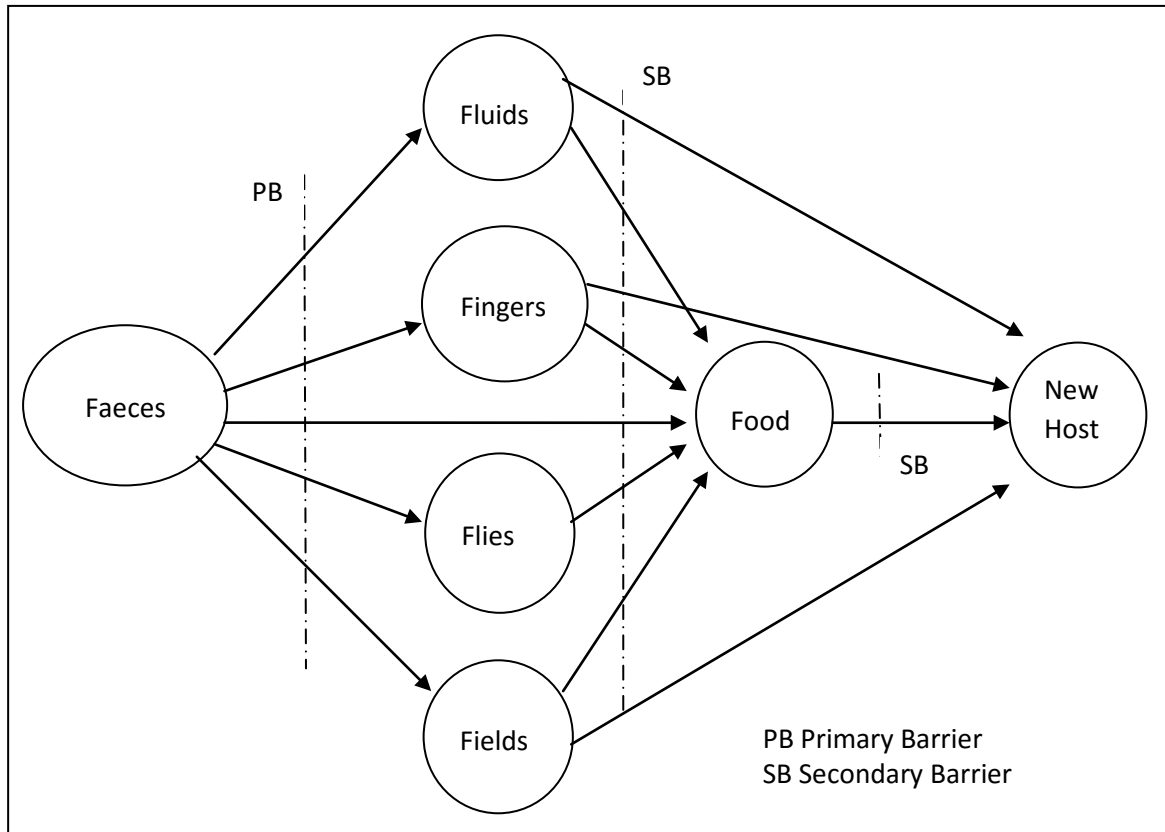 SB
Fluids
PB
Fingers
Faeces
Food
New
Host
SB
Flies
Fields
PB Primary Barrier
SB Secondary Barrier